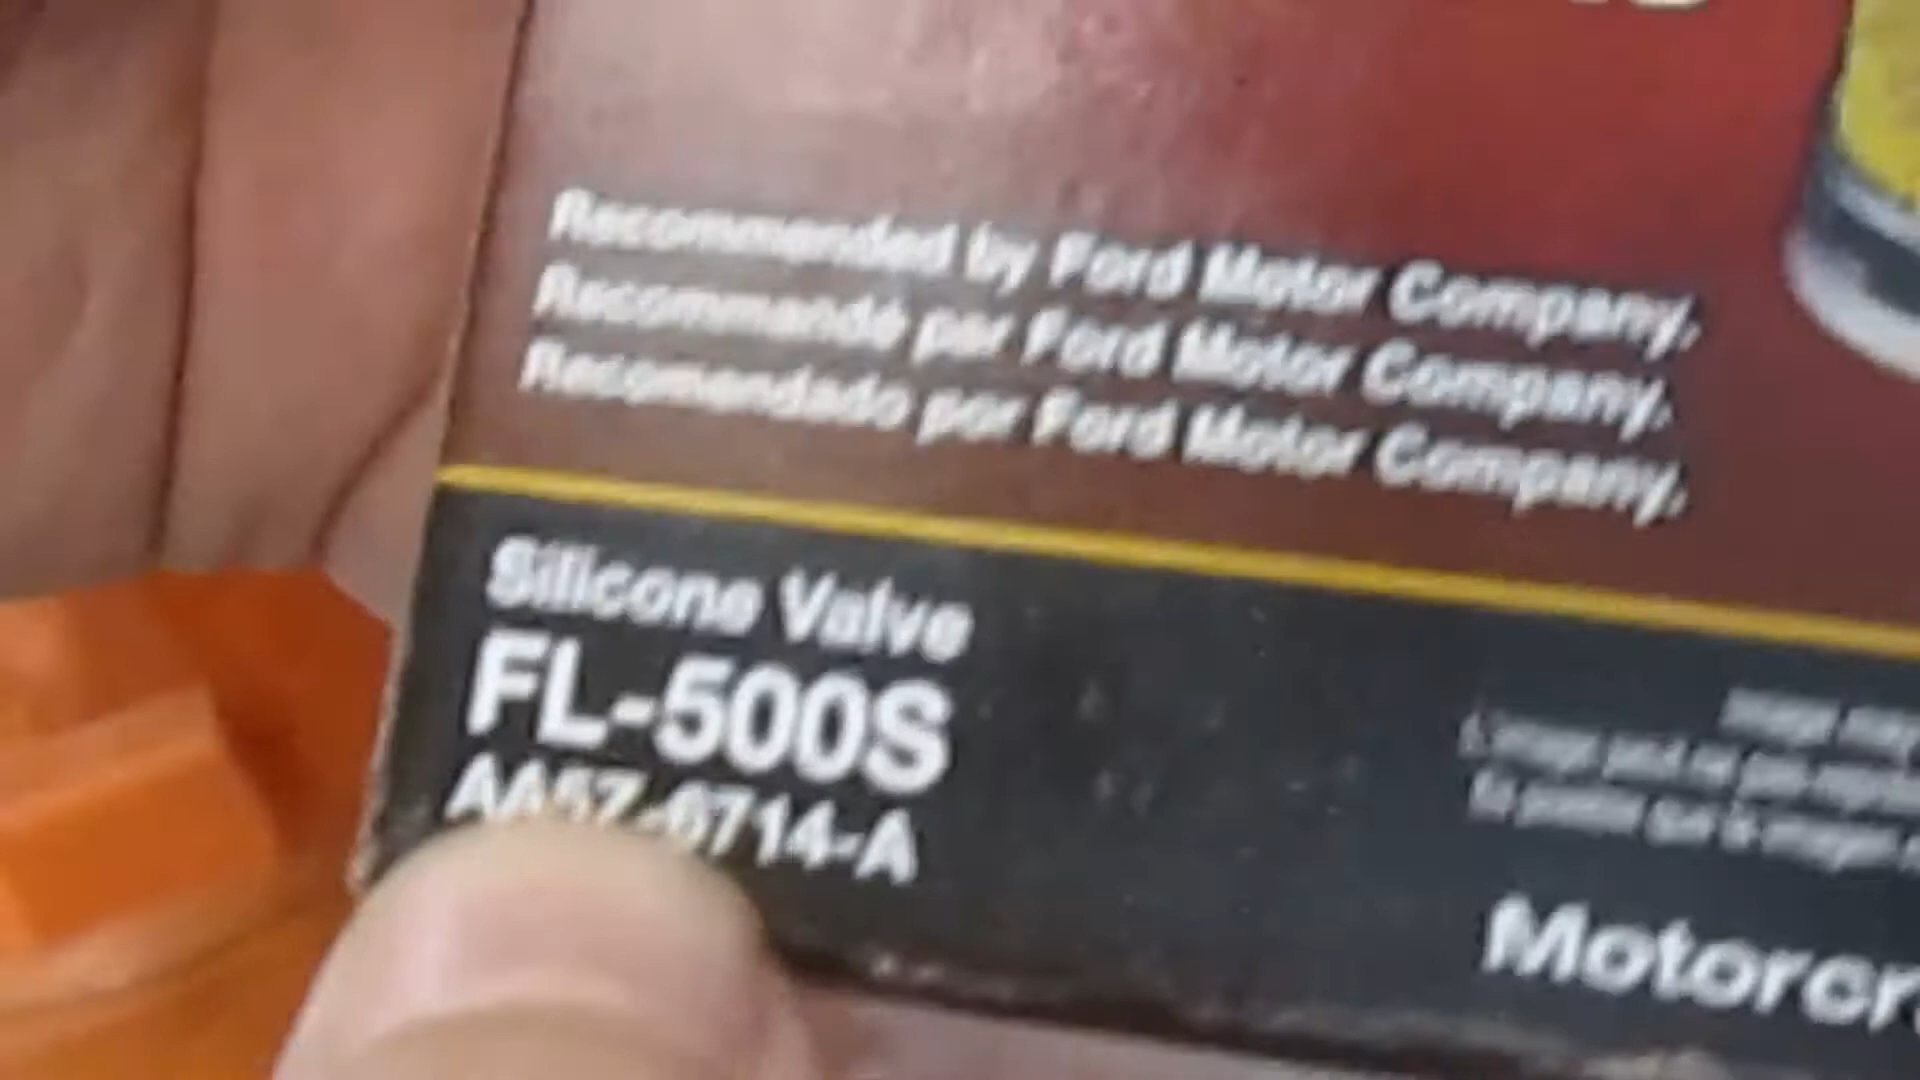 Recommended by Ford Motor Company,
Recommandé par Ford Motor Company,
Recomendado por Ford Motor Company,
Silicone Valve
FL-500S
AA5Z-6714-A
Motorcr